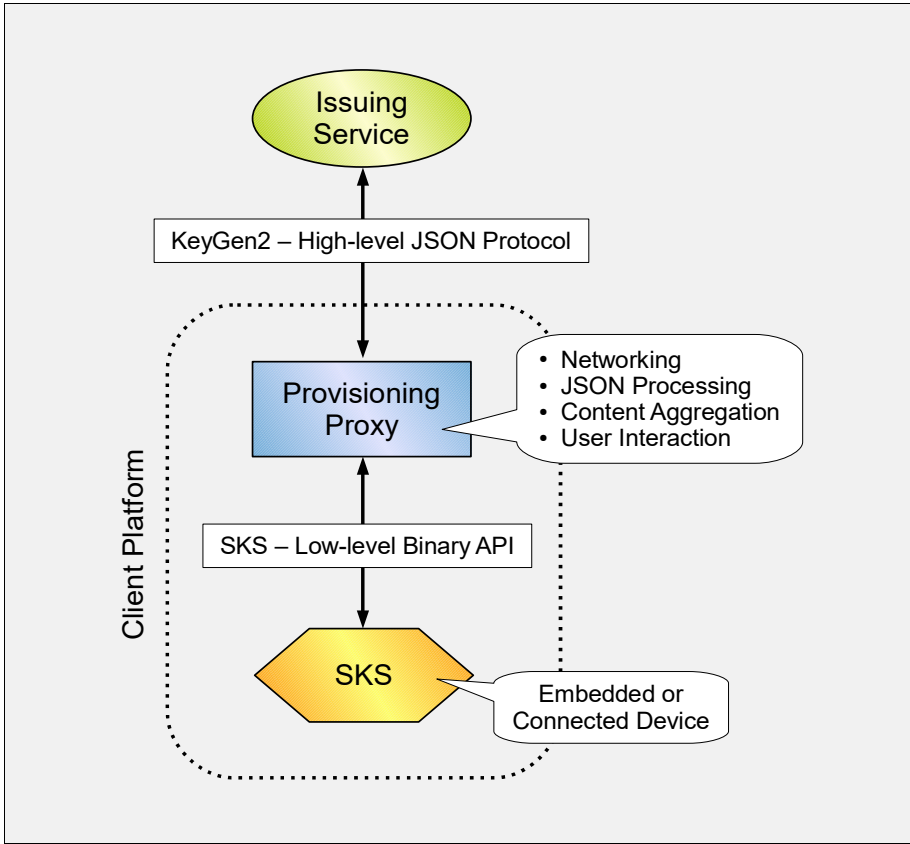 Issuing
Service
KeyGen2 – High-level JSON Protocol
Provisioning
Proxy
• Networking
• JSON Processing
• Content Aggregation
• User Interaction
Client Platform
SKS – Low-level Binary API
SKS
Embedded or
Connected Device